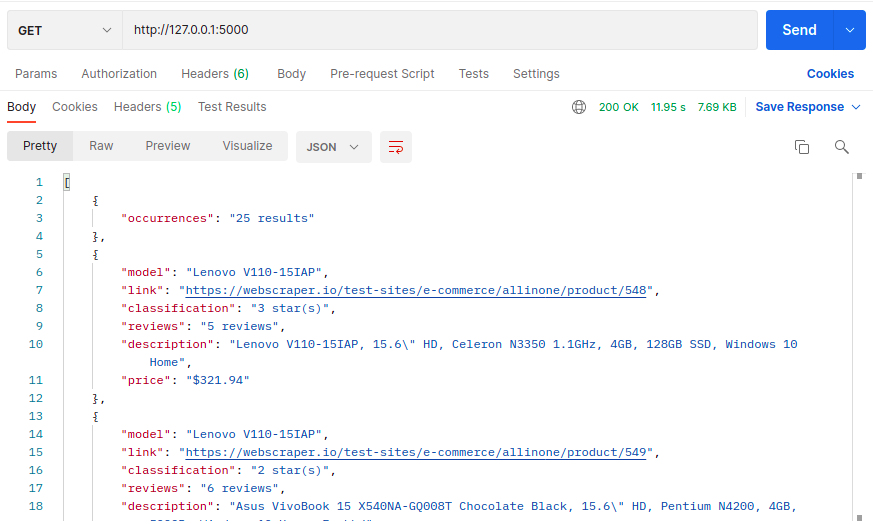 GET http://127.0.0.1:5000 Send
Params Authorization Headers (6) Body Pre-request Script Tests Settings Cookies
Body Cookies Headers (5) Test Results 200 OK 11.95 s 7.69 KB Save Response
Pretty Raw Preview Visualize JSON
1 [
2 {
3 "occurrences": "25 results"
4 },
5 {
6 "model": "Lenovo V110-15IAP",
7 "link": "https://webscraper.io/test-sites/e-commerce/allinone/product/548",
8 "classification": "3 star(s)",
9 "reviews": "5 reviews",
10 "description": "Lenovo V110-15IAP, 15.6\" HD, Celeron N3350 1.1GHz, 4GB, 128GB SSD, Windows 10
Home",
11 "price": "$321.94"
12 },
13 {
14 "model": "Lenovo V110-15IAP",
15 "link": "https://webscraper.io/test-sites/e-commerce/allinone/product/549",
16 "classification": "2 star(s)",
17 "reviews": "6 reviews",
18 "description": "Asus VivoBook 15 X540NA-GQ008T Chocolate Black, 15.6\" HD, Pentium N4200, 4GB,